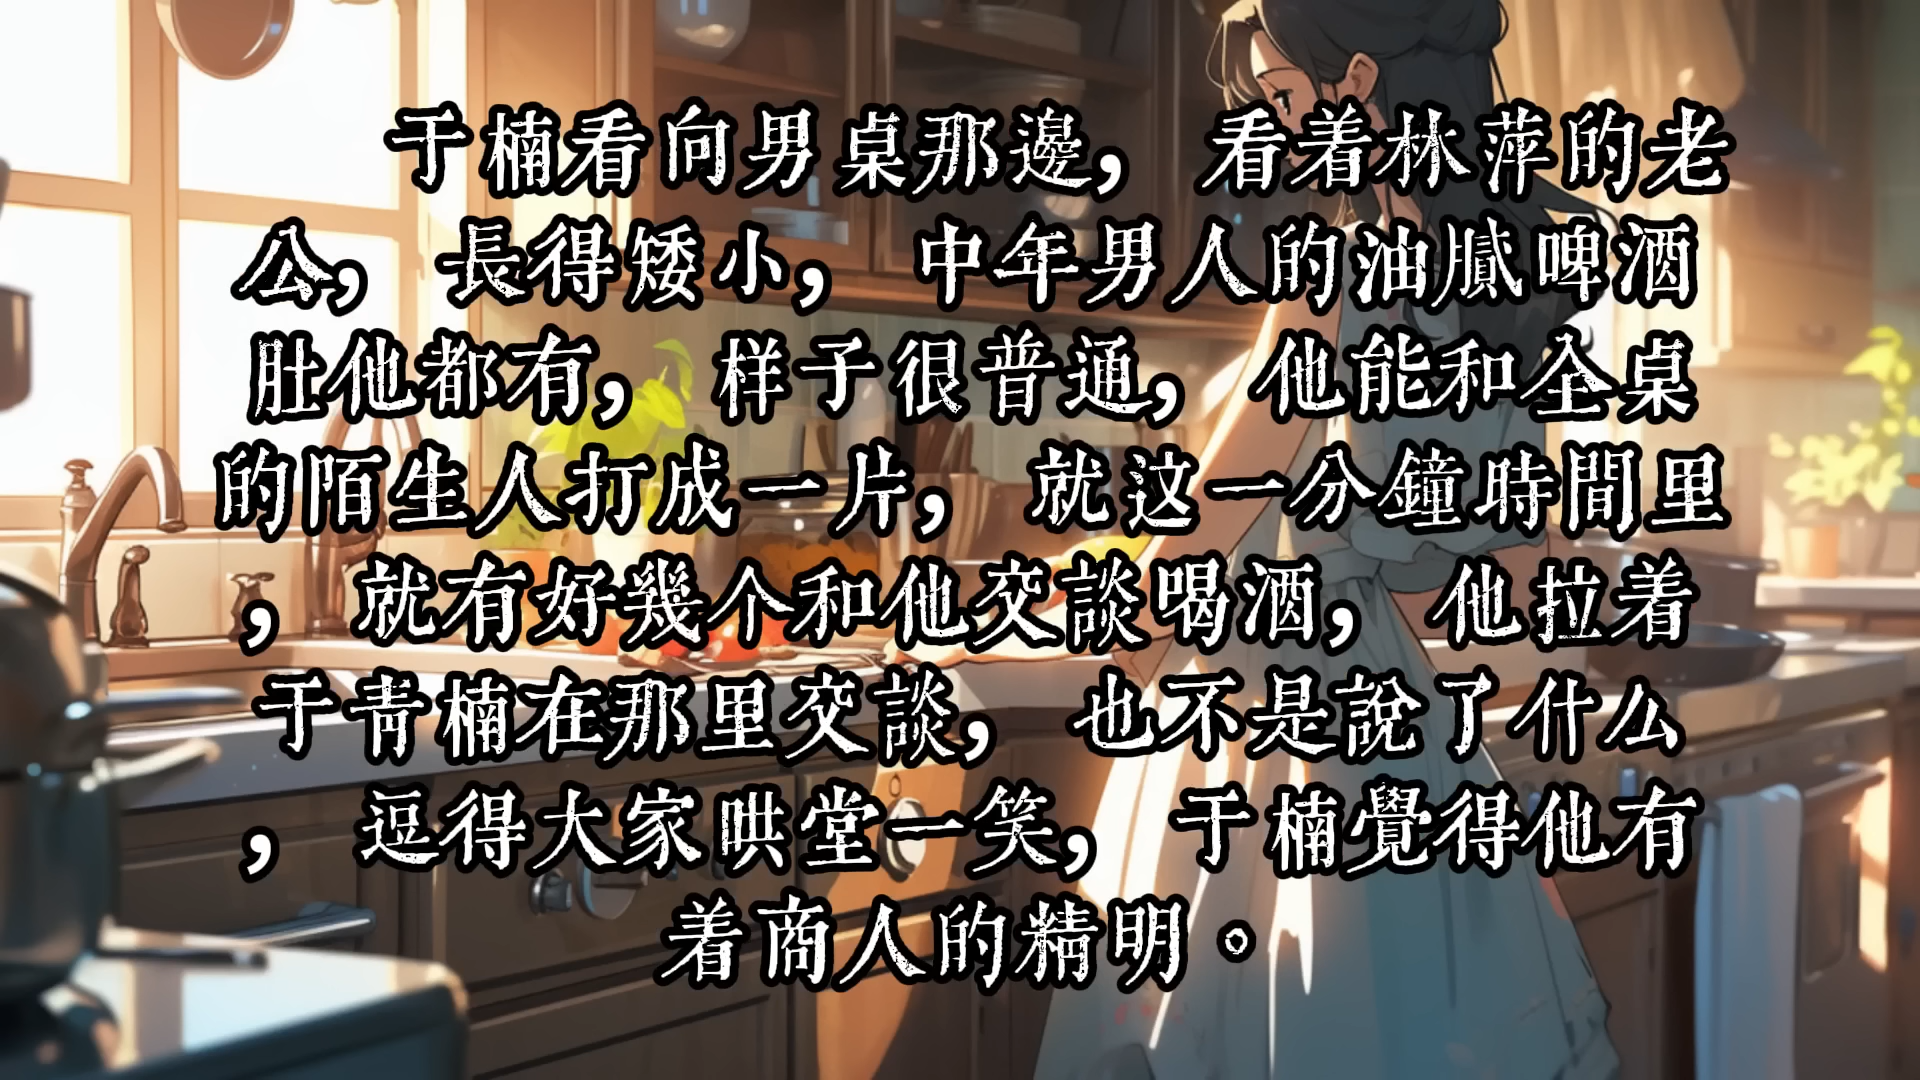 于楠看向男桌那邊，看着林萍的老
公，長得矮小，中年男人的油膩啤酒
肚他都有，样子很普通，他能和全桌
的陌生人打成一片，就这一分鐘時間里
，就有好幾个和他交談喝酒，他拉着
于青楠在那里交談，也不是說了什么
，逗得大家哄堂一笑，于楠覺得他有
着商人的精明。